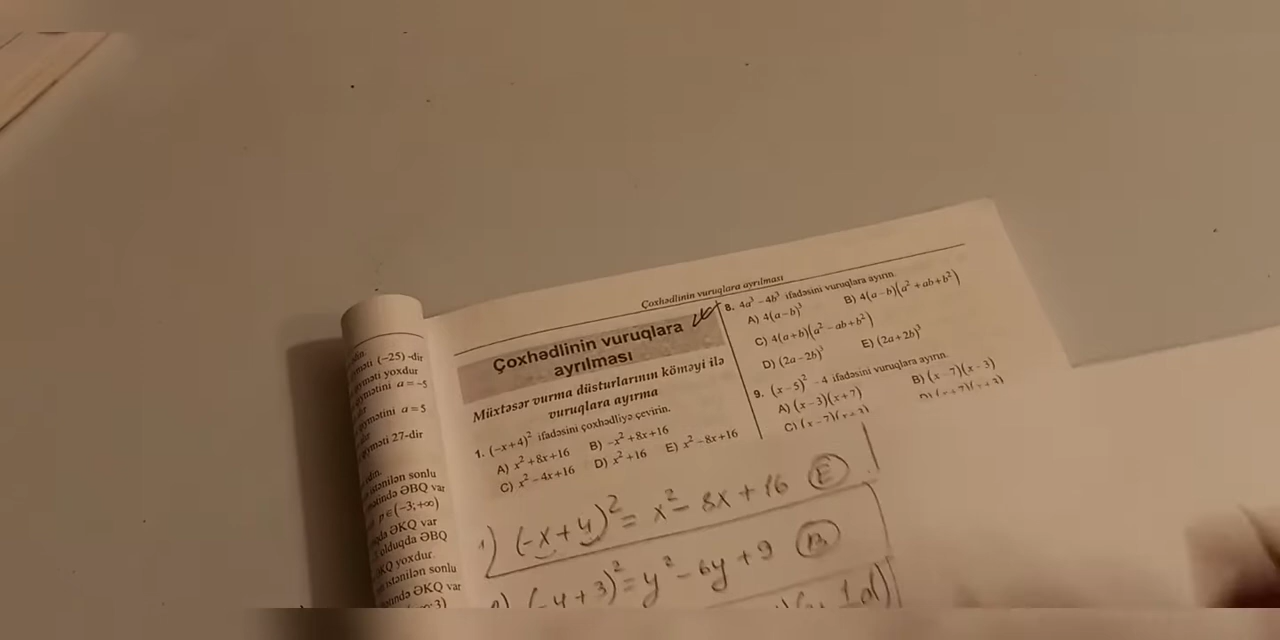 (−25)-dir
yoxdur
a = −5
a = 5
27-dir
sonlu
ƏBQ var
p∈(−3;+∞)
ƏKQ var
olduqda ƏBQ
ƏKQ yoxdur.
istənilən sonlu
ƏKQ var
Çoxhədlinin vuruqlara ayrılması
Çoxhədlinin vuruqlara
ayrılması
Müxtəsər vurma düsturlarının köməyi ilə
vuruqlara ayırma
1. (−x+4)² ifadəsini çoxhədliyə çevirin.
A) x²+8x+16 B) −x²+8x+16
C) x²−4x+16 D) x²+16 E) x²−8x+16
8. 4a³−4b³ ifadəsini vuruqlara ayırın.
A) 4(a−b)³ B) 4(a−b)(a²+ab+b²)
C) 4(a+b)(a²−ab+b²)
D) (2a−2b)³ E) (2a+2b)³
9. (x−5)²−4 ifadəsini vuruqlara ayırın.
A) (x−3)(x+7) B) (x−7)(x−3)
1) (−x+4)² = x²−8x+16 E
(−y+3)² = y²−6y+9 B